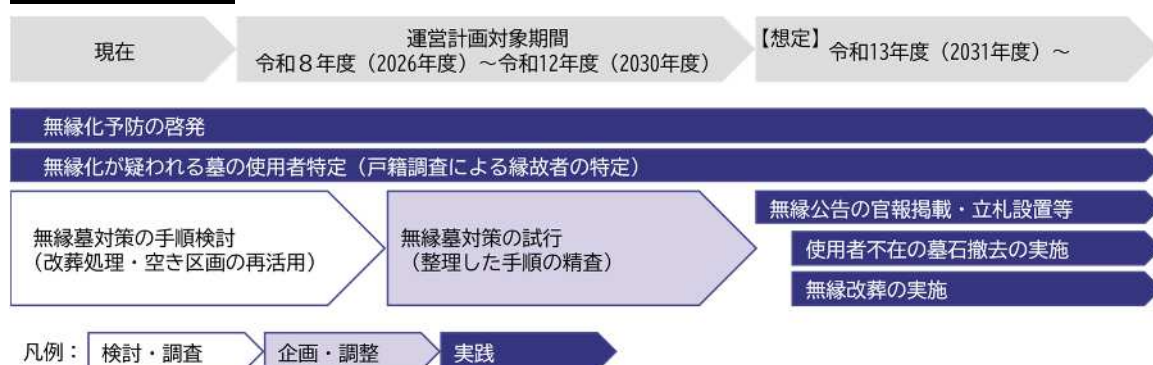 現在
運営計画対象期間
令和８年度（2026年度）～令和12年度（2030年度）
【想定】
令和13年度（2031年度）～
無縁化予防の啓発
無縁化が疑われる墓の使用者特定（戸籍調査による縁故者の特定）
無縁墓対策の手順検討
（改葬処理・空き区画の再活用）
無縁墓対策の試行
（整理した手順の精査）
無縁公告の官報掲載・立札設置等
使用者不在の墓石撤去の実施
無縁改葬の実施
凡例：
検討・調査
企画・調整
実践